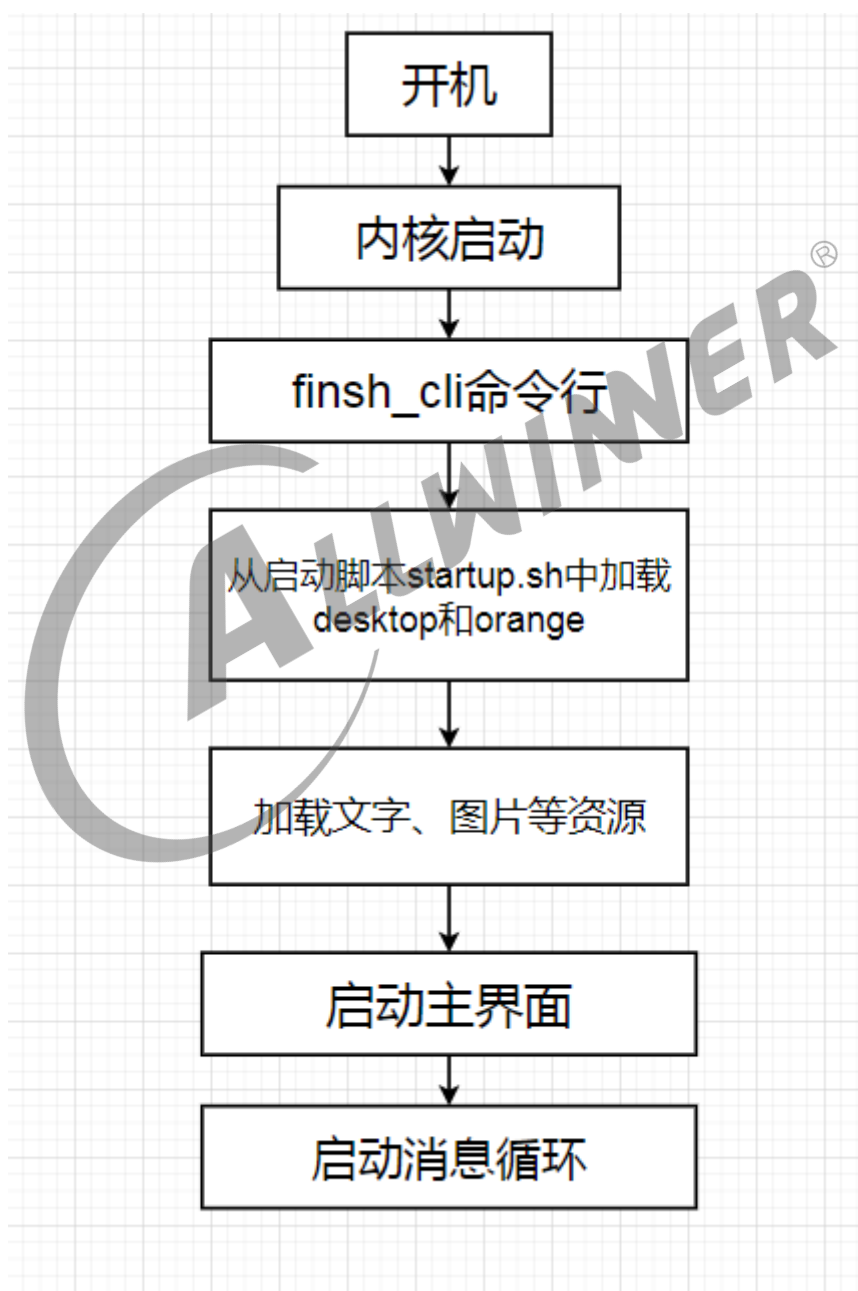 开机
内核启动
finsh_cli命令行
从启动脚本startup.sh中加载
desktop和orange
加载文字、图片等资源
启动主界面
启动消息循环
ALLWINNER®